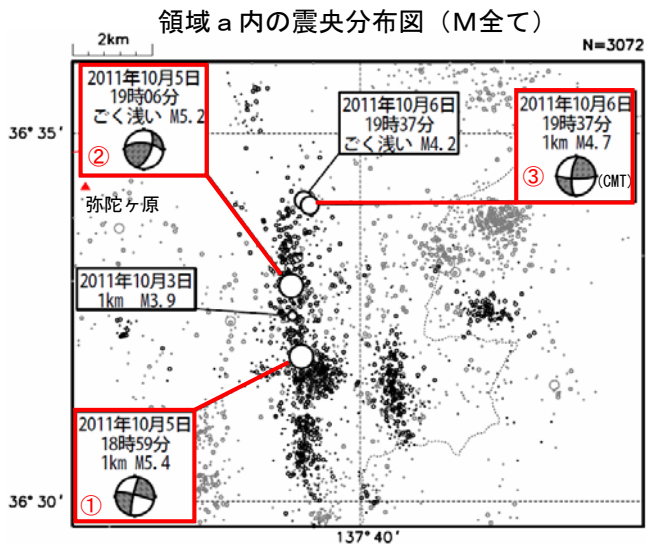 領域a内の震央分布図（M全て）
2km
N=3072
2011年10月5日
19時06分
ごく浅い M5.2
②
2011年10月6日
19時37分
ごく浅い M4.2
2011年10月6日
19時37分
1km M4.7
③
(CMT)
36°35′
弥陀ヶ原
2011年10月3日
1km M3.9
2011年10月5日
18時59分
1km M5.4
①
36°30′
137°40′